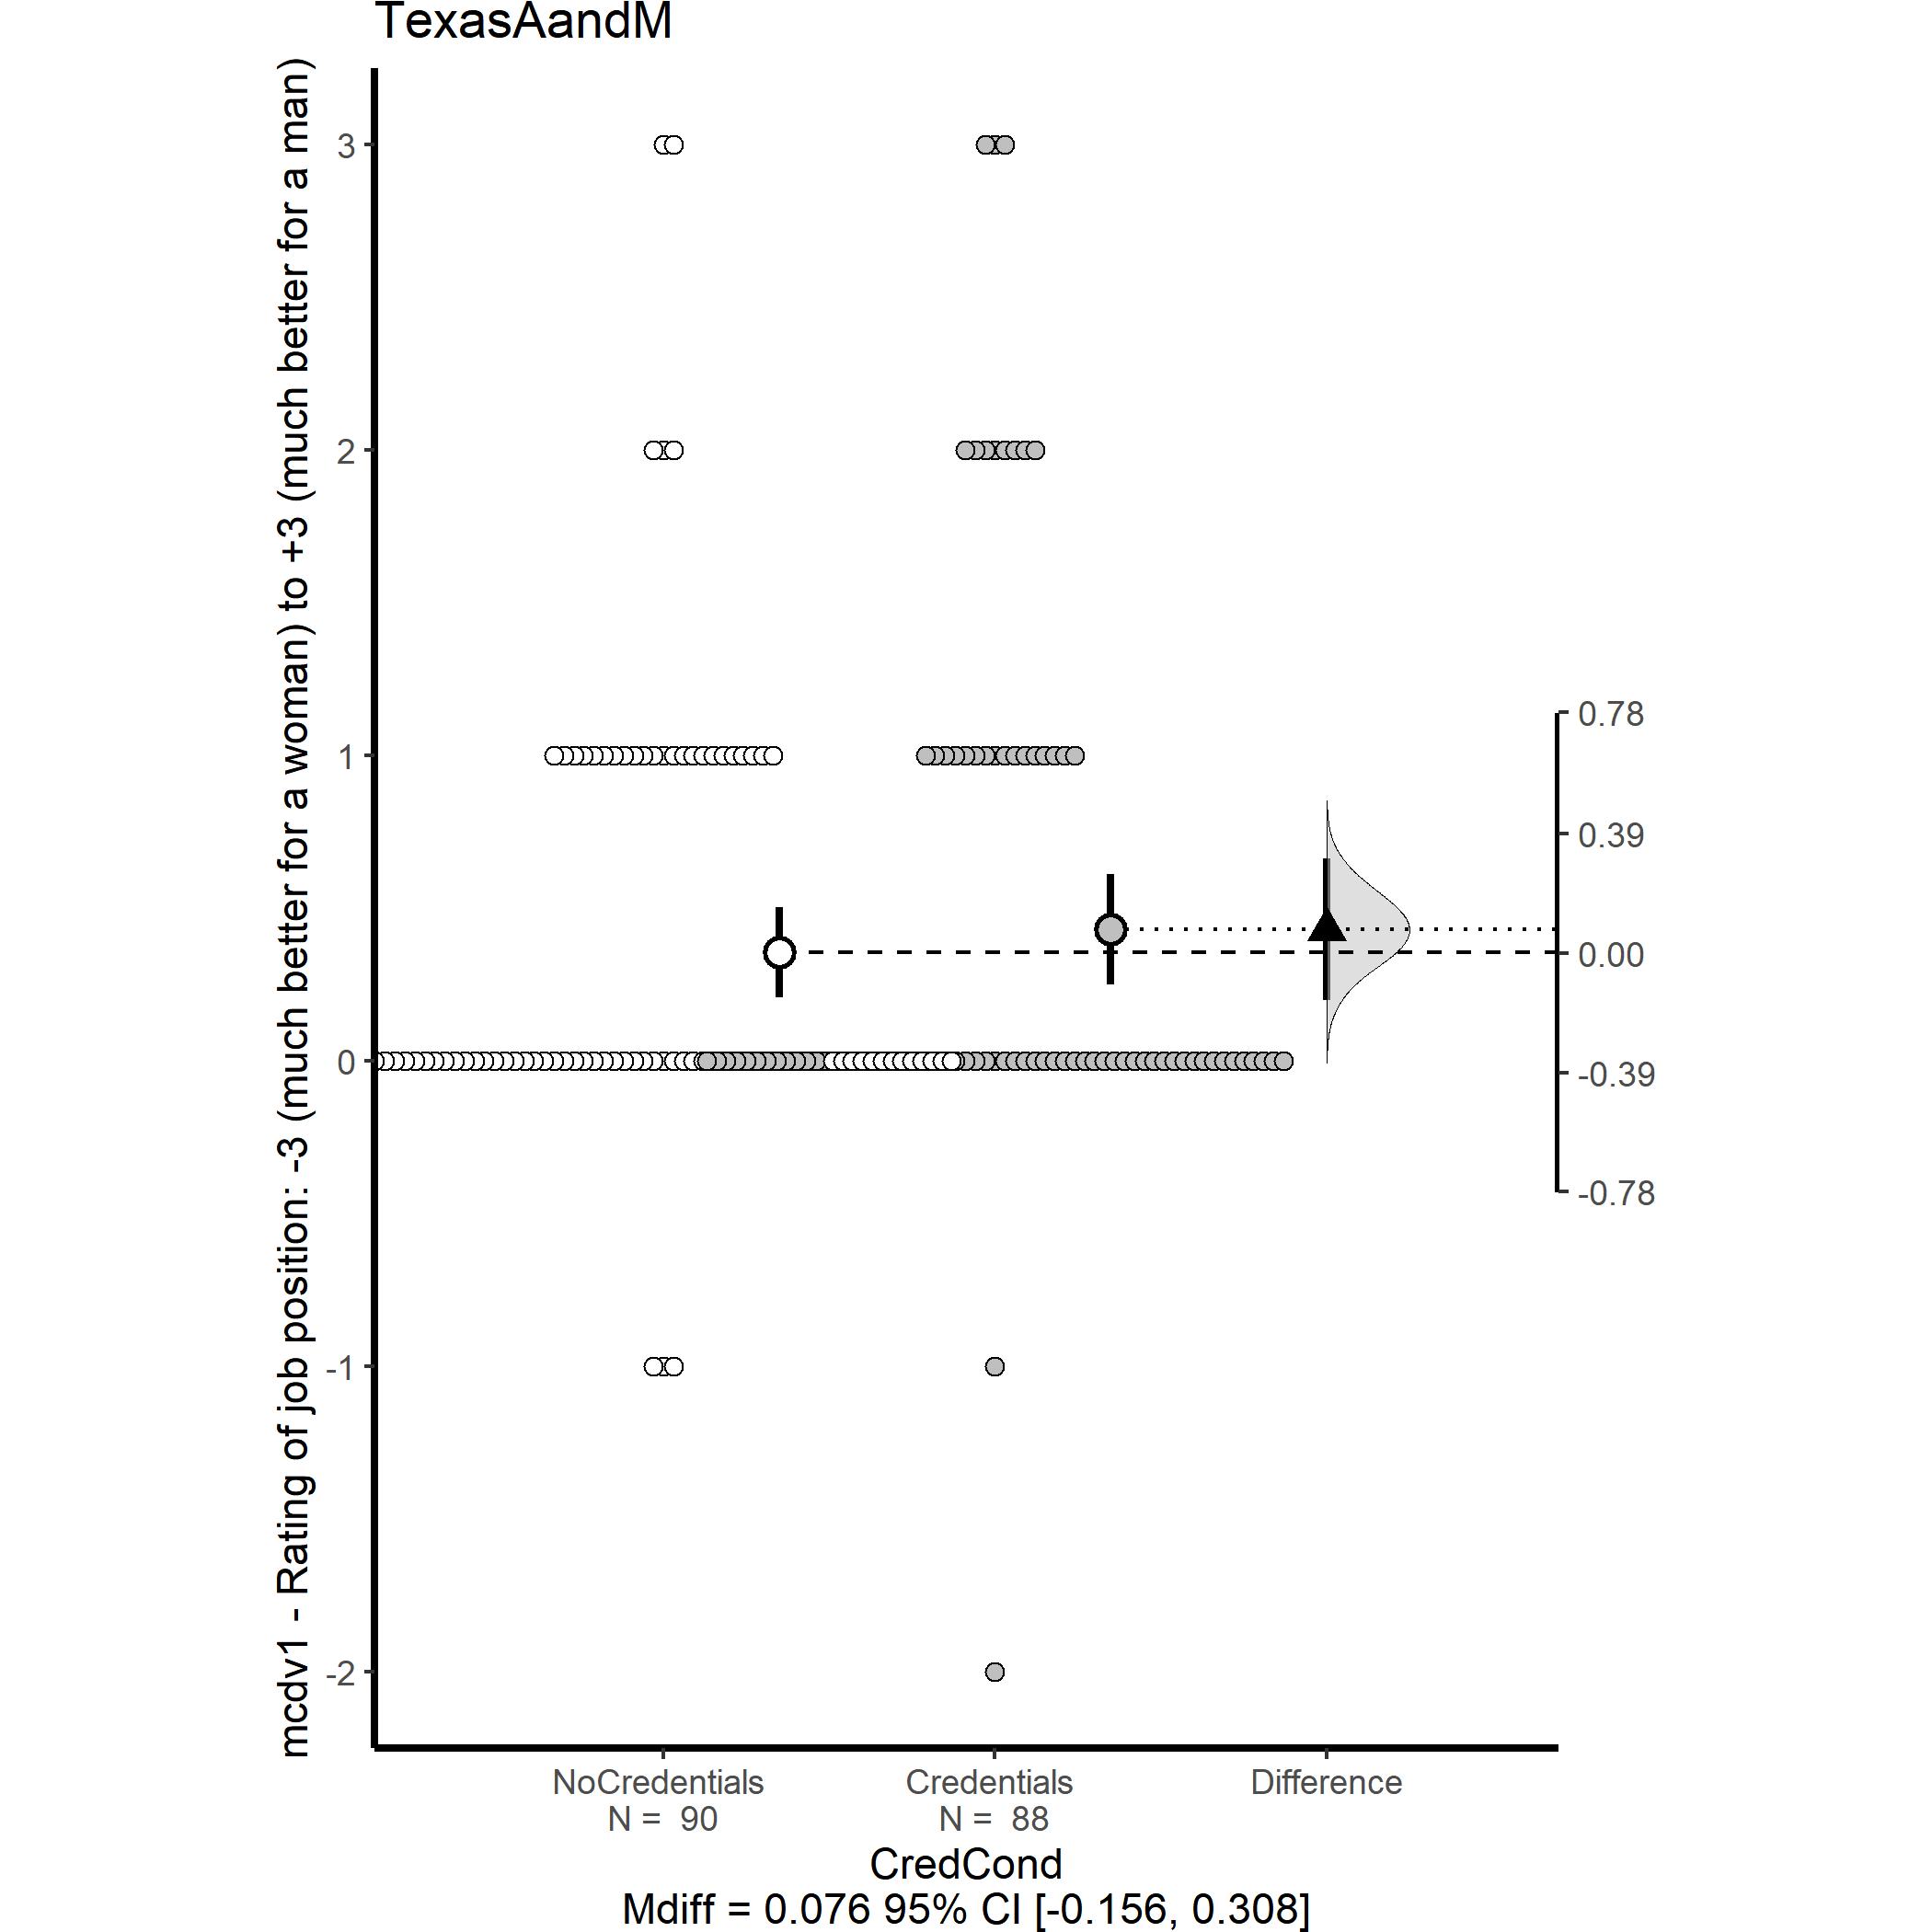 TexasAandM
mcdv1 - Rating of job position: -3 (much better for a woman) to +3 (much better for a man)
3
2
1
0
-1
-2
0.78
0.39
0.00
-0.39
-0.78
NoCredentials
N =  90
Credentials
N =  88
Difference
CredCond
Mdiff = 0.076 95% CI [-0.156, 0.308]